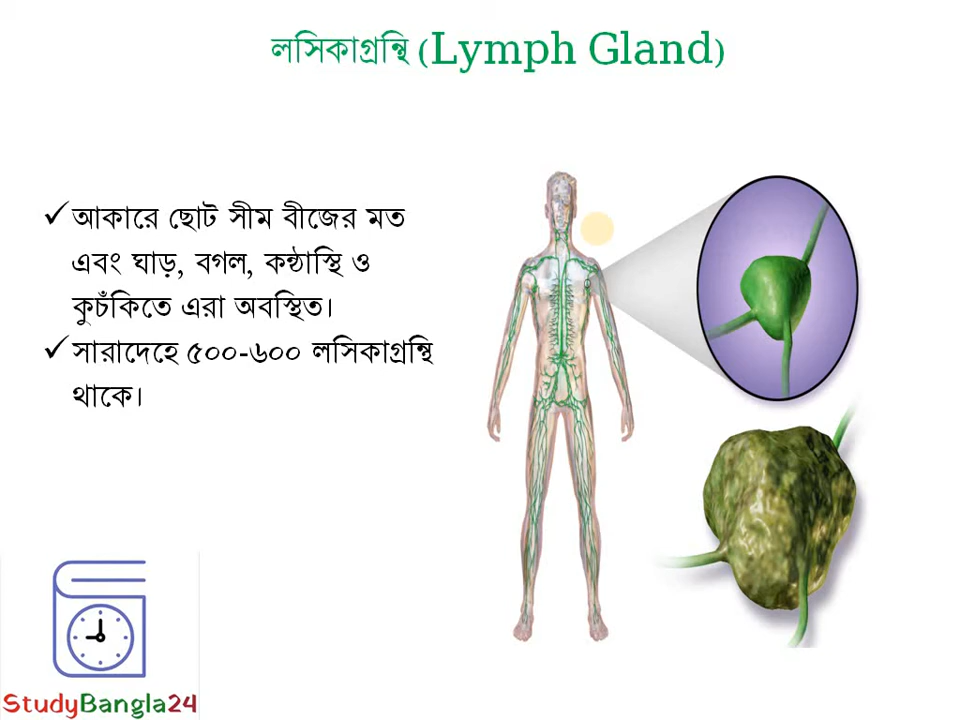 লসিকাগ্রন্থি (Lymph Gland)
✓ আকারে ছোট সীম বীজের মত
এবং ঘাড়, বগল, কন্ঠাস্থি ও
কুচঁকিতে এরা অবস্থিত।
✓ সারাদেহে ৫০০-৬০০ লসিকাগ্রন্থি
থাকে।
StudyBangla24